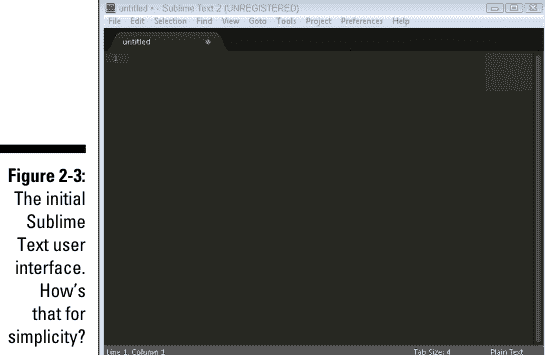 untitled • - Sublime Text 2 (UNREGISTERED)
File Edit Selection Find View Goto Tools Project Preferences Help
untitled
1
Figure 2-3:
The initial
Sublime
Text user
interface.
How's
that for
simplicity?
Line 1, Column 1 Tab Size: 4 Plain Text